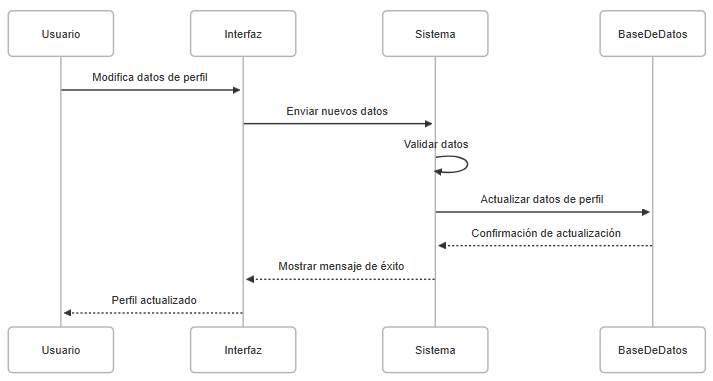 Usuario
Interfaz
Sistema
BaseDeDatos
Modifica datos de perfil
Enviar nuevos datos
Validar datos
Actualizar datos de perfil
Confirmación de actualización
Mostrar mensaje de éxito
Perfil actualizado
Usuario
Interfaz
Sistema
BaseDeDatos